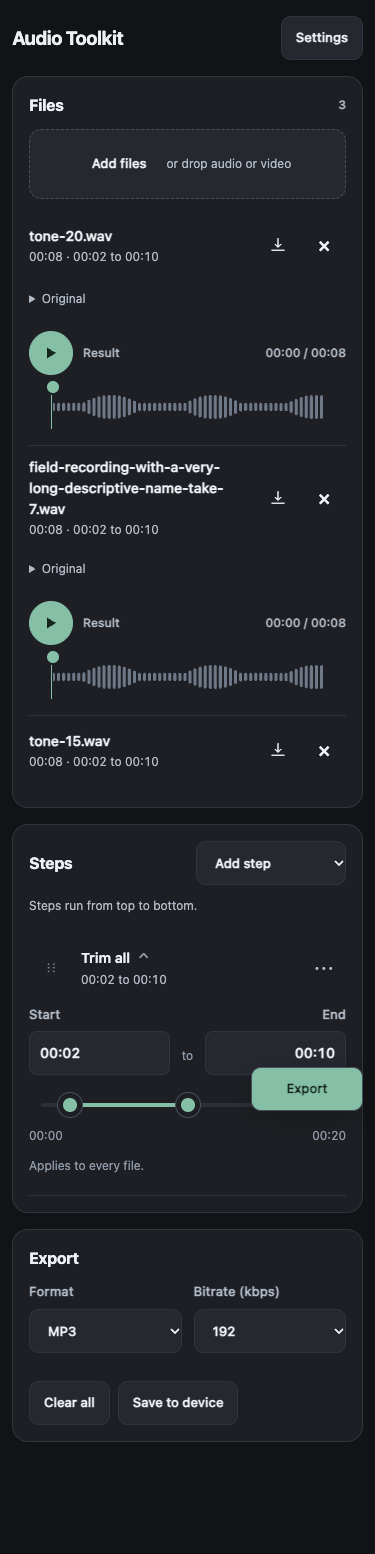 Audio Toolkit
Settings
Files
3
Add files or drop audio or video
tone-20.wav
00:08 · 00:02 to 00:10
Original
Result
00:00 / 00:08
field-recording-with-a-very-
long-descriptive-name-take-
7.wav
00:08 · 00:02 to 00:10
Original
Result
00:00 / 00:08
tone-15.wav
00:08 · 00:02 to 00:10
Steps
Add step
Steps run from top to bottom.
Trim all
00:02 to 00:10
Start
End
00:02
to
00:10
Export
00:00
00:20
Applies to every file.
Export
Format
Bitrate (kbps)
MP3
192
Clear all
Save to device